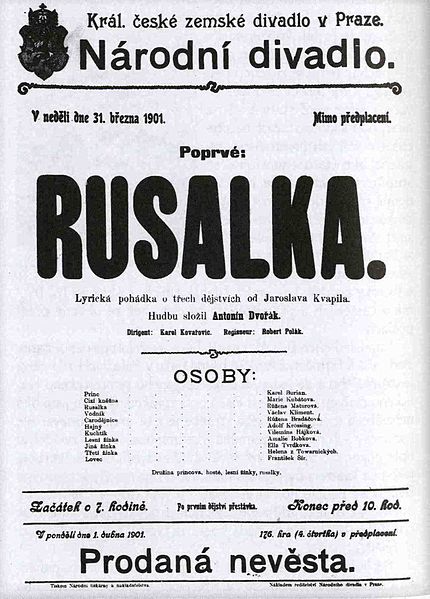 Král. české zemské divadlo v Praze.
Národní divadlo.
V neděli dne 31. března 1901. Mimo předplacení.
Poprvé:
RUSALKA.
Lyrická pohádka o třech dějstvích od Jaroslava Kvapila.
Hudbu složil Antonín Dvořák.
Dirigent: Karel Kovařovic. Regisseur: Robert Polák.
OSOBY:
Princ Karel Burian.
Cizí kněžna Marie Kubátova.
Rusalka Růžena Maturová.
Vodník Václav Kliment.
Čarodějnice Růžena Bradáčová.
Hajný Adolf Krössing.
Kuchtík Vilemína Hájková.
Lesní žínka Amalie Bobková.
Jiná žínka Ella Tvrdkova.
Třetí žínka Helena z Towarnických.
Lovec František Šír.
Družina princova, hosté, lesní žínky, rusalky.
Začátek o 7. hodině. Po prvním dějství přestávka. Konec před 10. hod.
V pondělí dne 1. dubna 1901. 176. hra (4. čtvrtka) v předplacení.
Prodaná nevěsta.
Tiskem Národní tiskárny a nakladatelstva. Nákladem ředitelství Národního divadla v Praze.